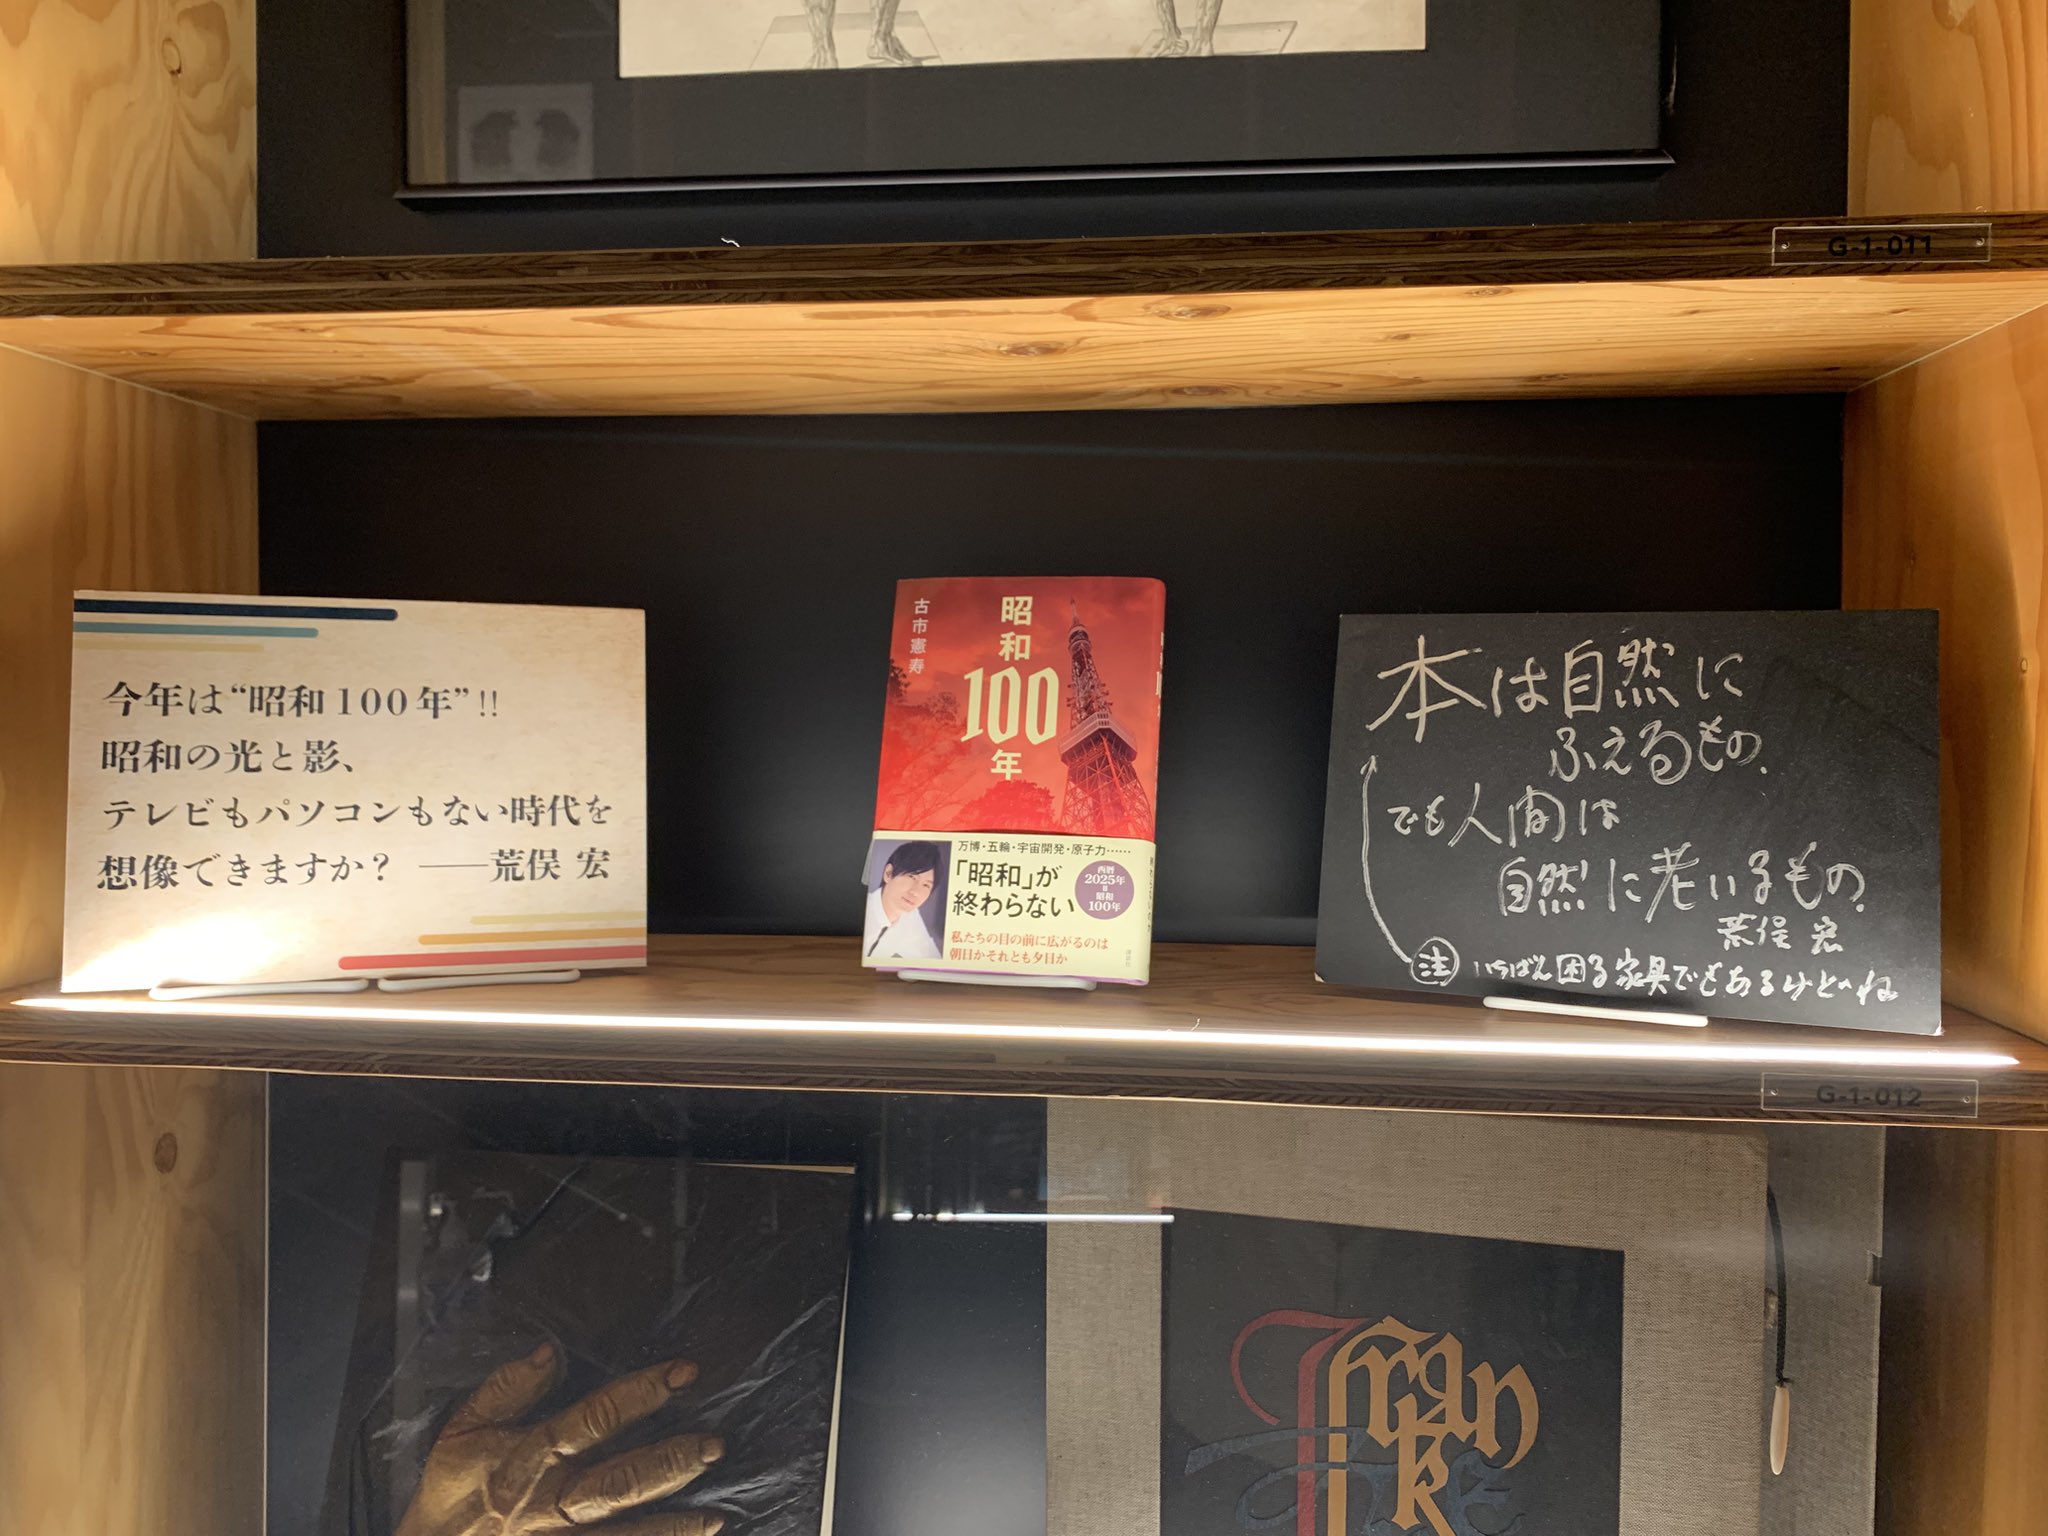 G-1-011
今年は“昭和100年”!!
昭和の光と影、
テレビもパソコンもない時代を
想像できますか? ──荒俣 宏
古市憲寿
昭和
100
年
万博・五輪・宇宙開発・原子力……
「昭和」が
終わらない
西暦
2025年
昭和
100年
私たちの目の前に広がるのは
朝日かそれとも夕日か
講談社
本は自然に
ふえるもの.
でも人間は
自然に老いるもの.
荒俣 宏
注 いちばん困る家具でもあるけどね
G-1-012